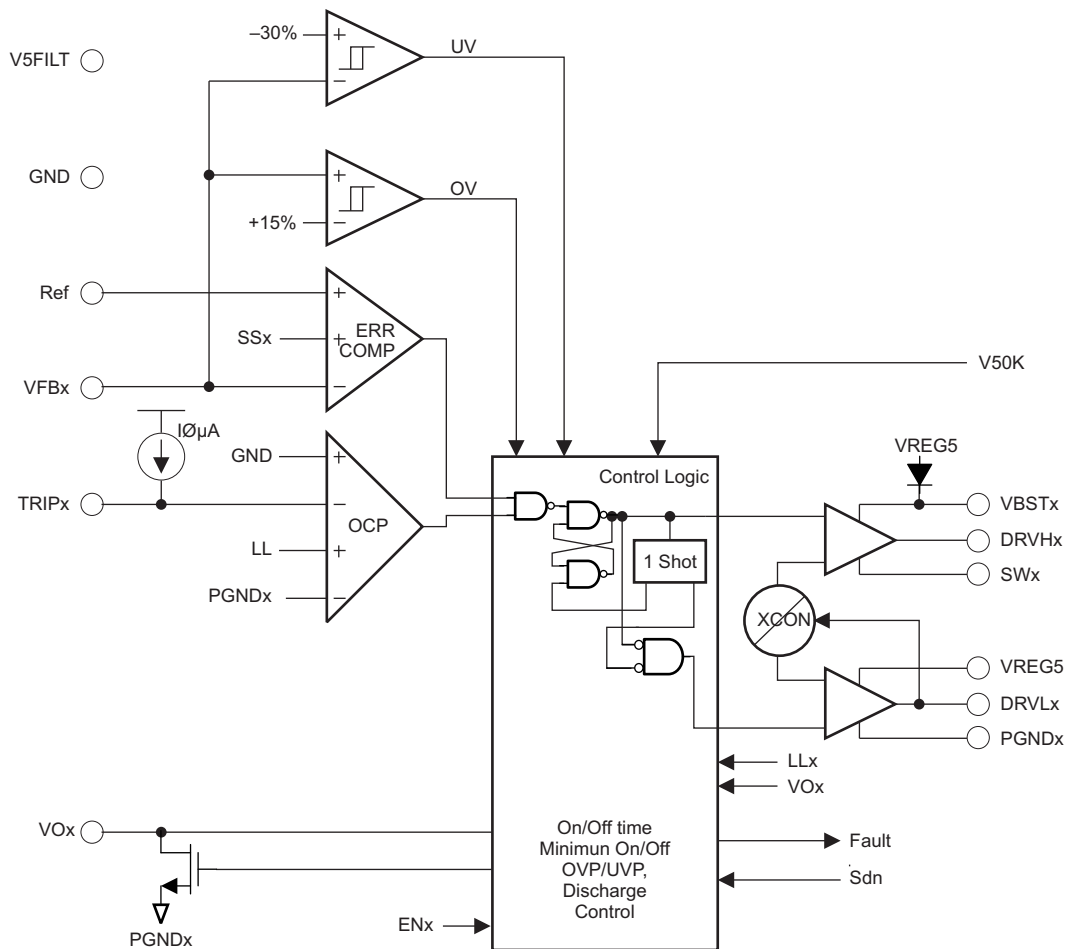 –30%
+
UV
V5FILT
–
+
OV
GND
+15%
–
Ref
+
SSx
+
ERR
COMP
V50K
VFBx
–
IØµA
GND
+
Control Logic
VREG5
TRIPx
–
VBSTx
OCP
DRVHx
LL
+
1 Shot
SWx
PGNDx
–
XCON
VREG5
DRVLx
PGNDx
LLx
VOx
VOx
On/Off time
Minimun On/Off
OVP/UVP,
Discharge
Control
Fault
Sdn
ENx
PGNDx